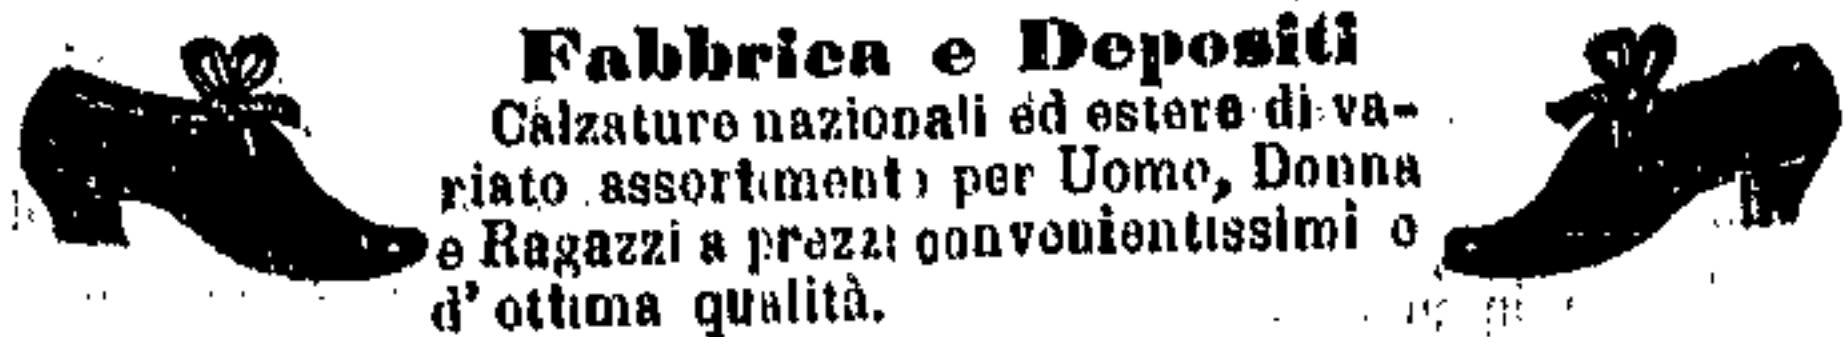 Fabbrica e Depositi
Calzature nazionali ed estere di va-
riato assortimento per Uomo, Donna
e Ragazzi a prezzi convenientissimi e
d'ottima qualità.